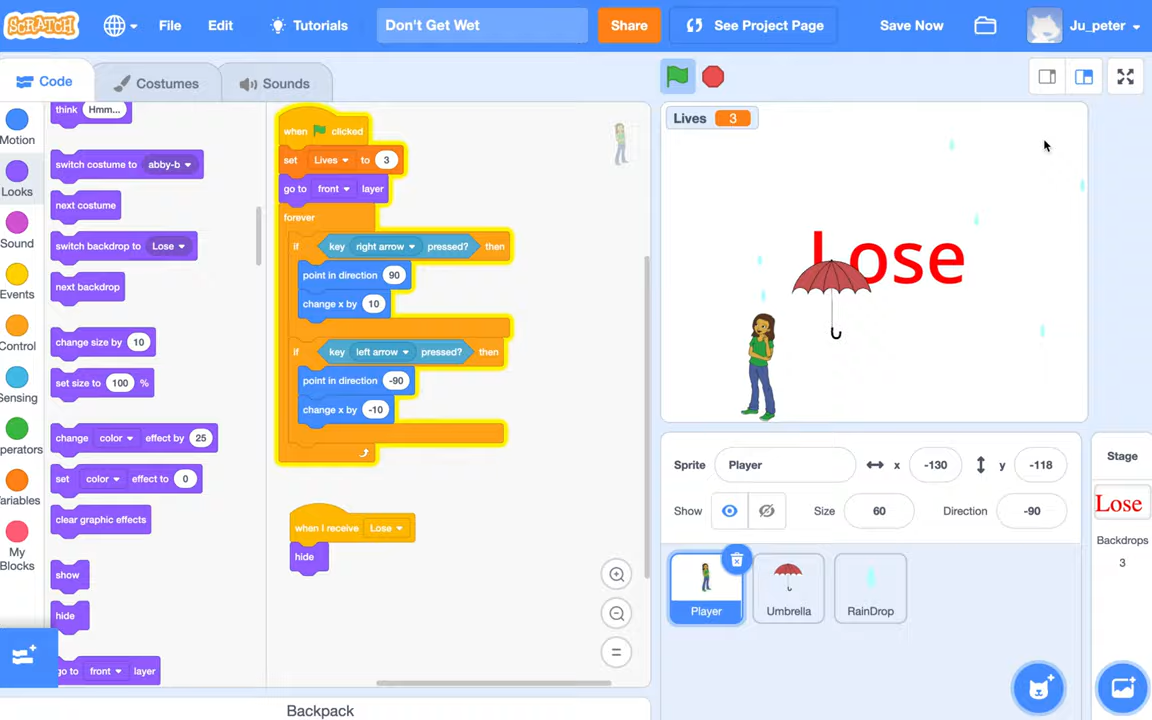 SCRATCH File Edit Tutorials Don't Get Wet Share See Project Page Save Now Ju_peter
Code Costumes Sounds
Motion
Looks
Sound
Events
Control
Sensing
perators
Variables
My
Blocks
think Hmm...
switch costume to abby-b
next costume
switch backdrop to Lose
next backdrop
change size by 10
set size to 100 %
change color effect by 25
set color effect to 0
clear graphic effects
show
hide
go to front layer
when clicked
set Lives to 3
go to front layer
forever
if key right arrow pressed? then
point in direction 90
change x by 10
if key left arrow pressed? then
point in direction -90
change x by -10
when I receive Lose
hide
Lives 3
Lose
Sprite Player x -130 y -118
Show Size 60 Direction -90
Player Umbrella RainDrop
Stage
Lose
Backdrops
3
Backpack